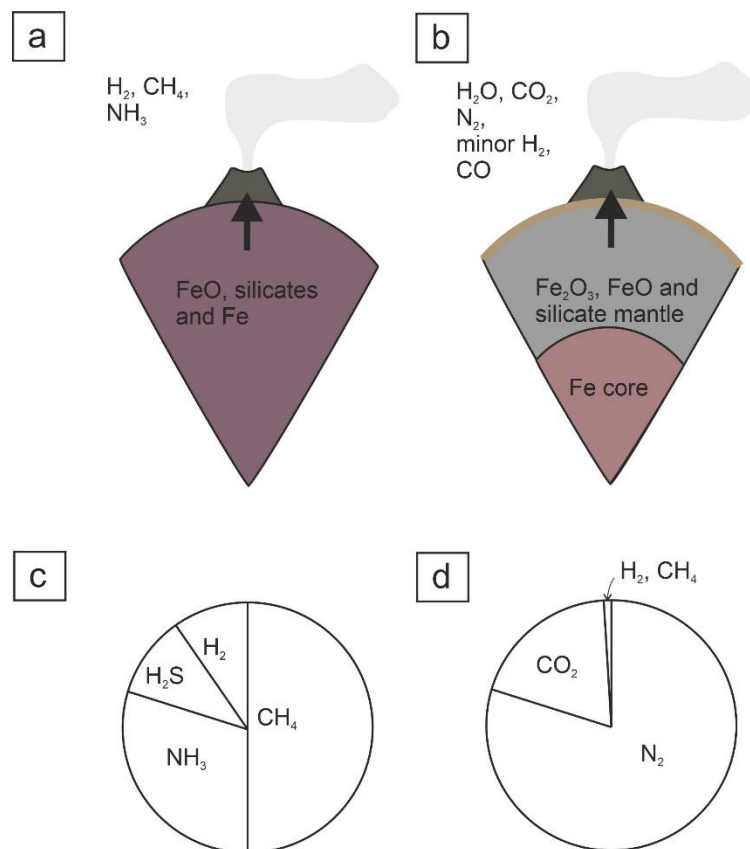 a
H₂, CH₄,
NH₃
FeO, silicates
and Fe
b
H₂O, CO₂,
N₂,
minor H₂,
CO
Fe₂O₃, FeO and
silicate mantle
Fe core
c
H₂
H₂S
CH₄
NH₃
d
H₂, CH₄
CO₂
N₂